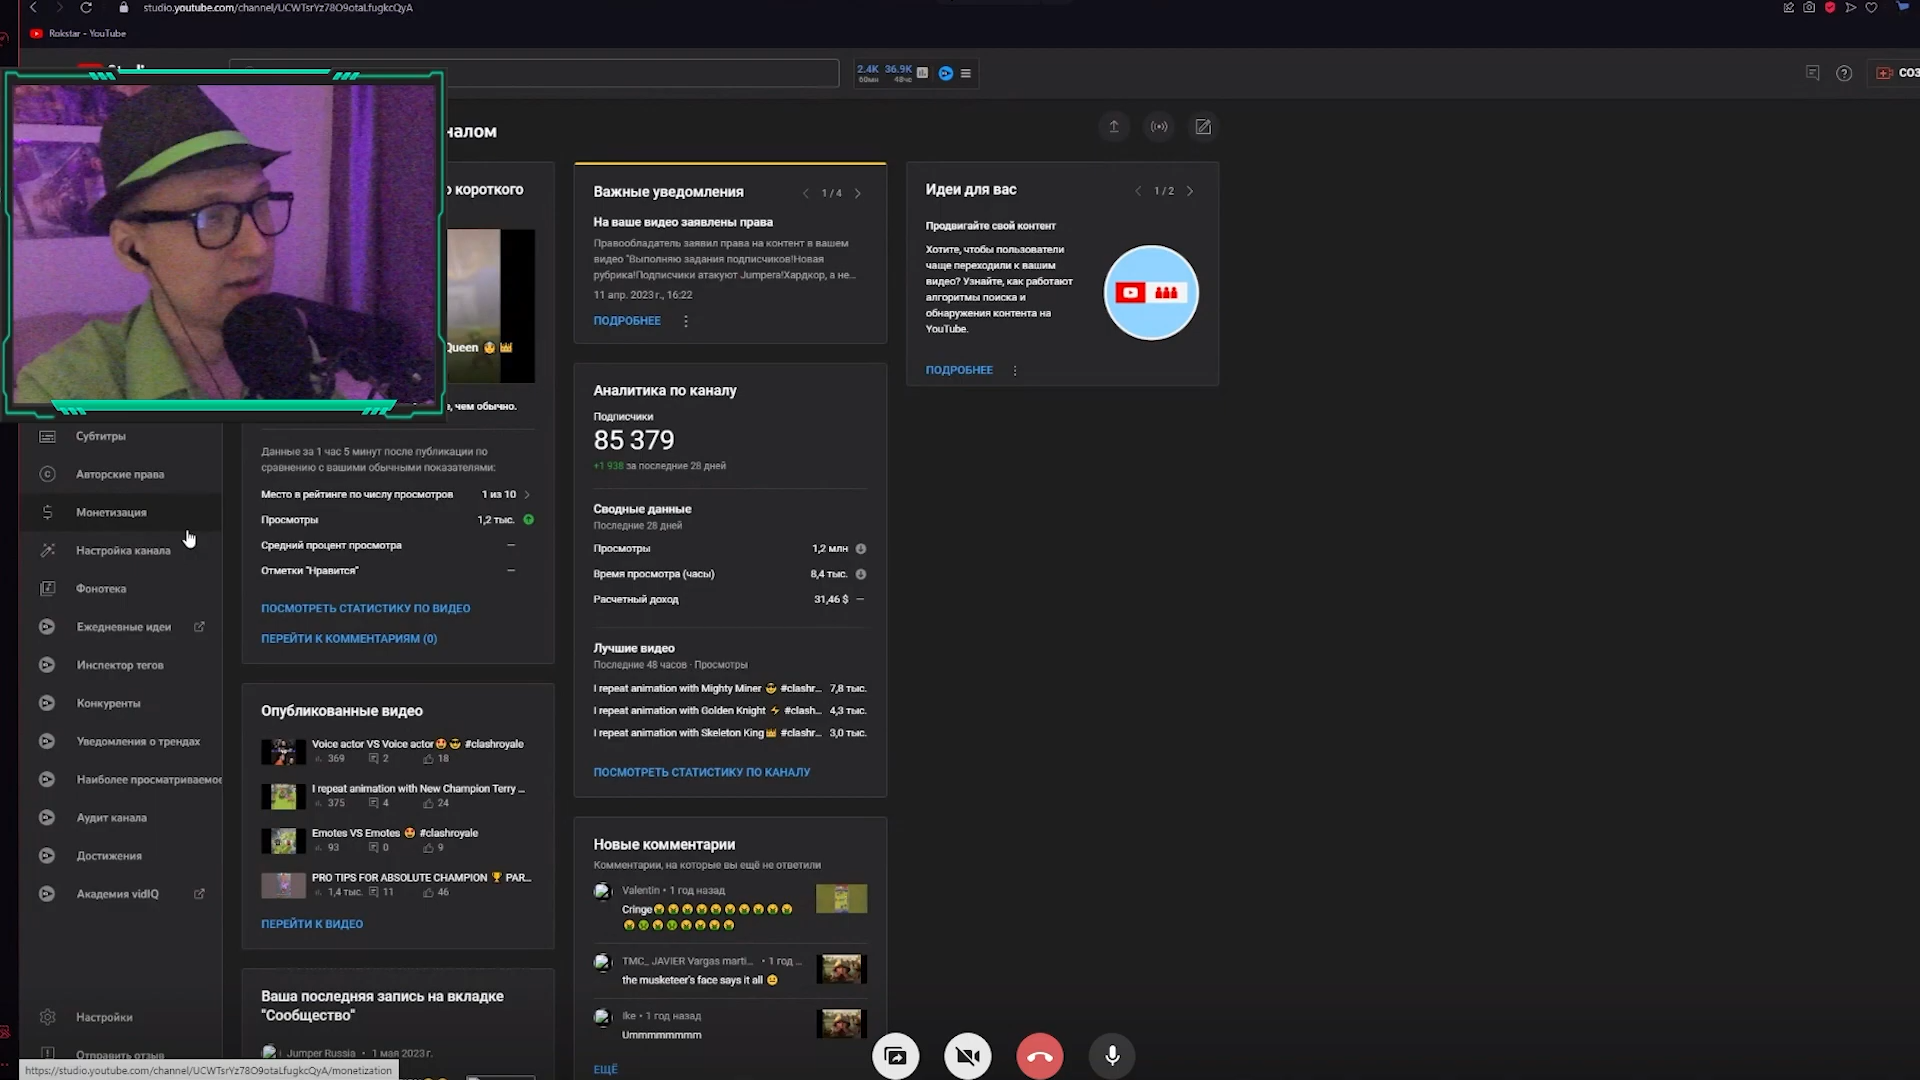 studio.youtube.com/channel/UCWTsrYz78O9otaLfugkcQyA
Rokstar - YouTube
2.4K 36.9K
60мн 48чс
СОЗ
налом
о короткого
Queen 👸 👑
, чем обычно.
Данные за 1 час 5 минут после публикации по
сравнению с вашими обычными показателями:
Место в рейтинге по числу просмотров 1 из 10
Просмотры 1,2 тыс.
Средний процент просмотра —
Отметки "Нравится" —
ПОСМОТРЕТЬ СТАТИСТИКУ ПО ВИДЕО
ПЕРЕЙТИ К КОММЕНТАРИЯМ (0)
Субтитры
Авторские права
Монетизация
Настройка канала
Фонотека
Ежедневные идеи
Инспектор тегов
Конкуренты
Уведомления о трендах
Наиболее просматриваемое
Аудит канала
Достижения
Академия vidIQ
Настройки
Отправить отзыв
Опубликованные видео
Voice actor VS Voice actor😍 😎 #clashroyale
369 2 18
I repeat animation with New Champion Terry ...
375 4 24
Emotes VS Emotes 😍 #clashroyale
93 0 9
PRO TIPS FOR ABSOLUTE CHAMPION 🏆 PAR...
1,4 тыс. 11 46
ПЕРЕЙТИ К ВИДЕО
Ваша последняя запись на вкладке
"Сообщество"
Jumper Russia • 1 мая 2023 г.
Важные уведомления
1 / 4
На ваше видео заявлены права
Правообладатель заявил права на контент в вашем
видео "Выполняю задания подписчиков!Новая
рубрика!Подписчики атакуют Jumpera!Хардкор, а не...
11 апр. 2023 г., 16:22
ПОДРОБНЕЕ
Аналитика по каналу
Подписчики
85 379
+1 938 за последние 28 дней
Сводные данные
Последние 28 дней
Просмотры 1,2 млн
Время просмотра (часы) 8,4 тыс.
Расчетный доход 31,46 $ —
Лучшие видео
Последние 48 часов · Просмотры
I repeat animation with Mighty Miner 😎 #clashr... 7,8 тыс.
I repeat animation with Golden Knight ⚡ #clash... 4,3 тыс.
I repeat animation with Skeleton King👑 #clashr... 3,0 тыс.
ПОСМОТРЕТЬ СТАТИСТИКУ ПО КАНАЛУ
Новые комментарии
Комментарии, на которые вы ещё не ответили
Valentin • 1 год назад
Cringe🤮🤮🤮🤮🤮🤮🤮🤮🤮🤮
🤮🤮🤮🤮🤮🤮🤮🤮
TMC_ JAVIER Vargas marti... • 1 год ...
the musketeer's face says it all 😆
Ike • 1 год назад
Ummmmmmmm
ЕЩЁ
Идеи для вас
1 / 2
Продвигайте свой контент
Хотите, чтобы пользователи
чаще переходили к вашим
видео? Узнайте, как работают
алгоритмы поиска и
обнаружения контента на
YouTube.
ПОДРОБНЕЕ
https://studio.youtube.com/channel/UCWTsrYz78O9otaLfugkcQyA/monetization